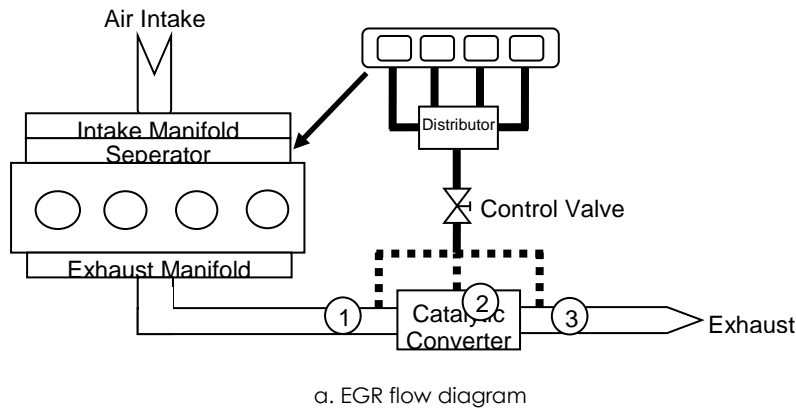 Air Intake
Intake Manifold
Seperator
Distributor
Control Valve
Exhaust Manifold
1
2
3
Catalytic
Converter
Exhaust
a. EGR flow diagram